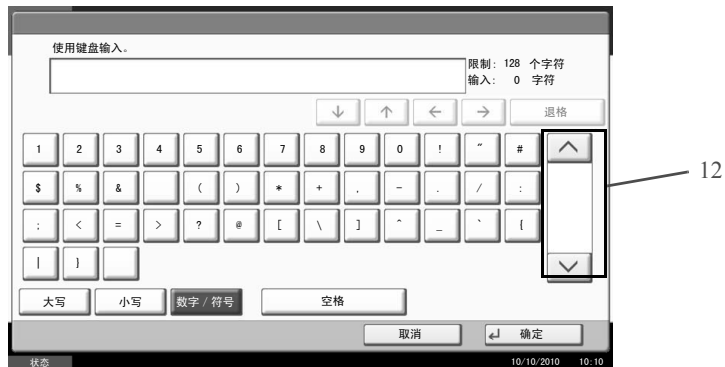 使用键盘输入。
限制: 128 个字符
输入: 0 字符
↓ ↑ ← → 退格
1 2 3 4 5 6 7 8 9 0 ! ″ #
$ % & ( ) * + , - . / :
; < = > ? @ [ \ ] ^ _ ` {
| }
12
大写 小写 数字 / 符号 空格
取消 确定
状态 10/10/2010 10:10